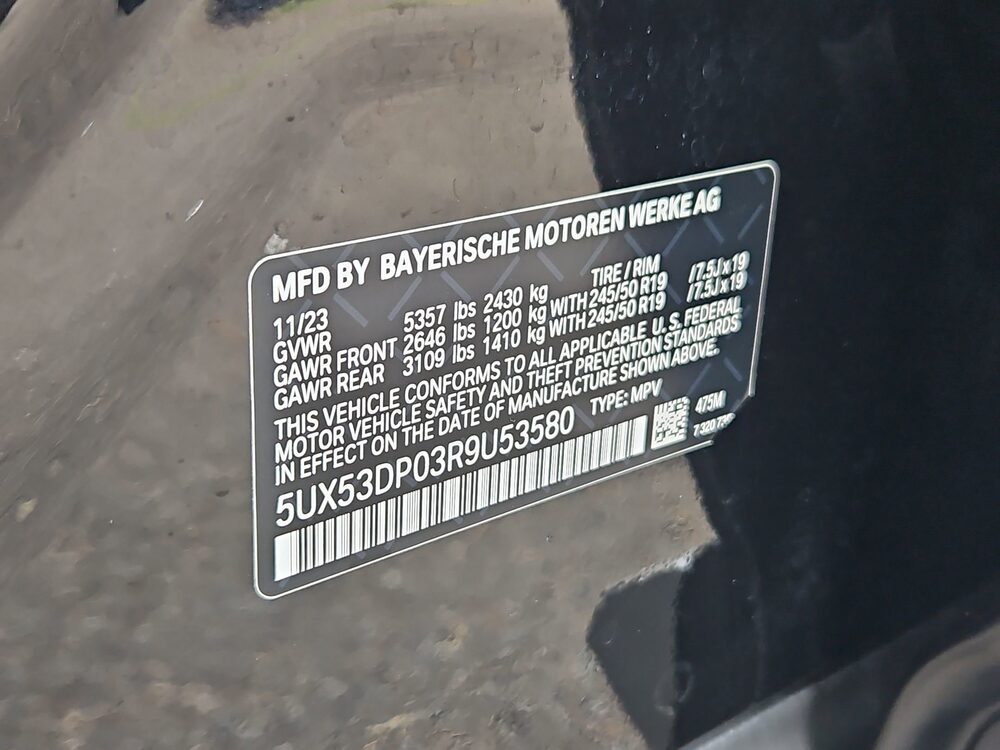 MFD BY BAYERISCHE MOTOREN WERKE AG
11/23 TIRE / RIM
GVWR 5357 lbs 2430 kg
GAWR FRONT 2646 lbs 1200 kg WITH 245/50 R19 /7.5J x 19
GAWR REAR 3109 lbs 1410 kg WITH 245/50 R19 /7.5J x 19
THIS VEHICLE CONFORMS TO ALL APPLICABLE U. S. FEDERAL
MOTOR VEHICLE SAFETY AND THEFT PREVENTION STANDARDS
IN EFFECT ON THE DATE OF MANUFACTURE SHOWN ABOVE.
5UX53DP03R9U53580 TYPE: MPV
475M